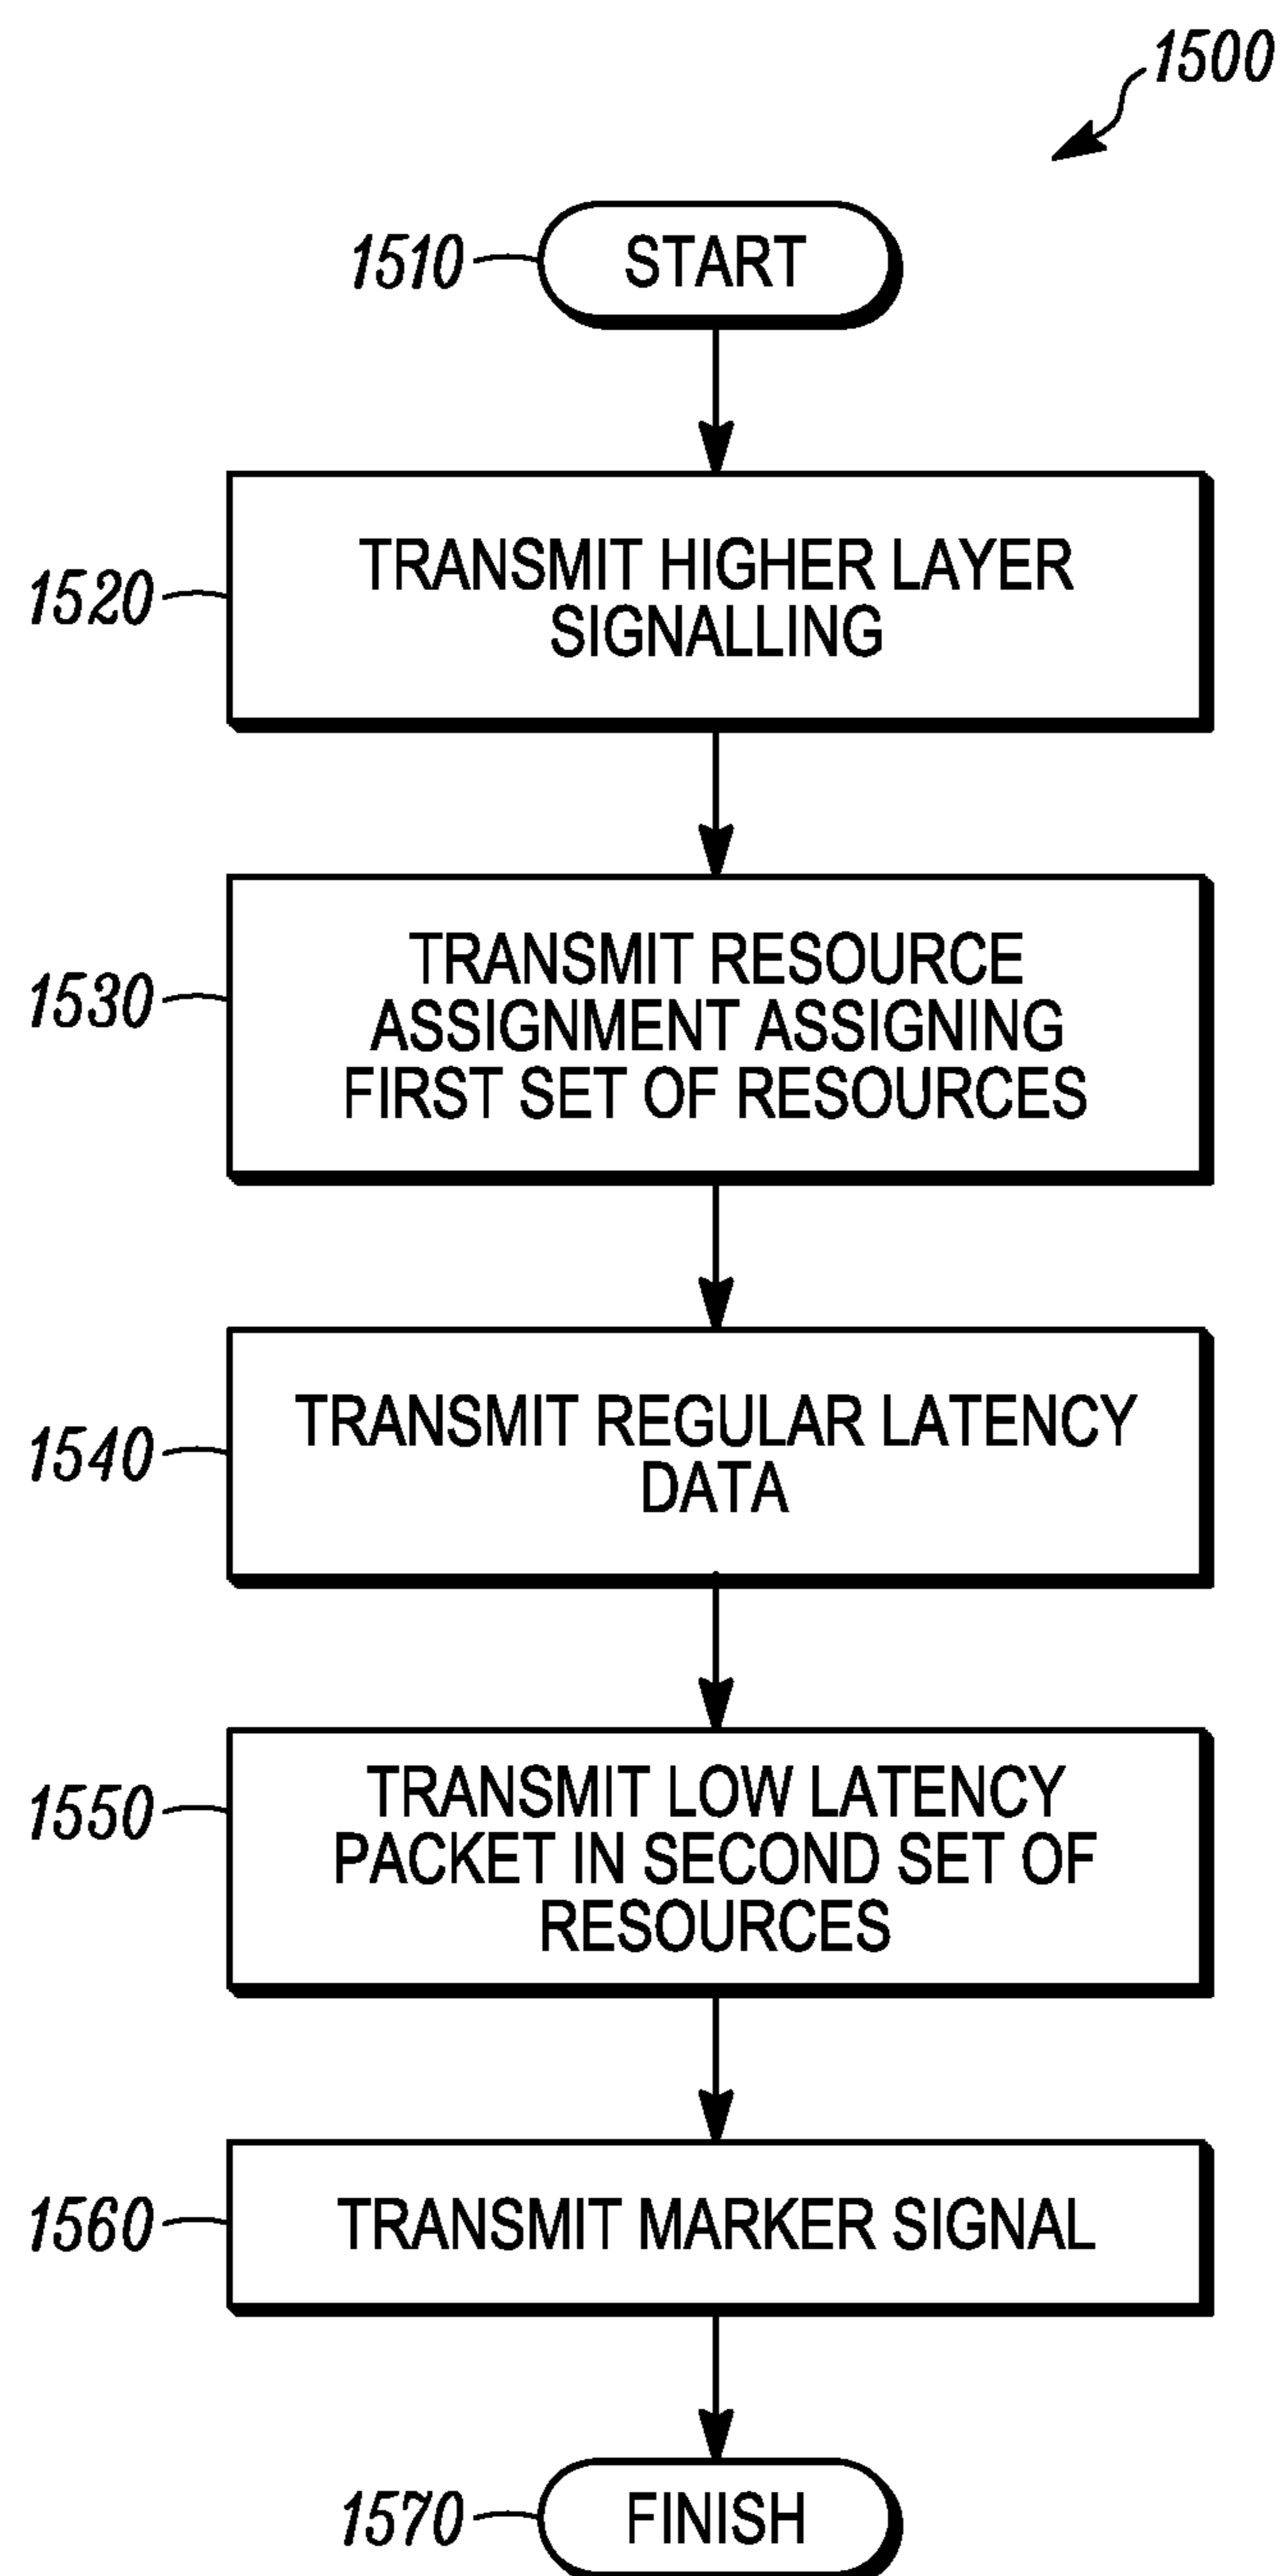 1500
1510
START
1520
TRANSMIT HIGHER LAYER
SIGNALLING
1530
TRANSMIT RESOURCE
ASSIGNMENT ASSIGNING
FIRST SET OF RESOURCES
1540
TRANSMIT REGULAR LATENCY
DATA
1550
TRANSMIT LOW LATENCY
PACKET IN SECOND SET OF
RESOURCES
1560
TRANSMIT MARKER SIGNAL
1570
FINISH